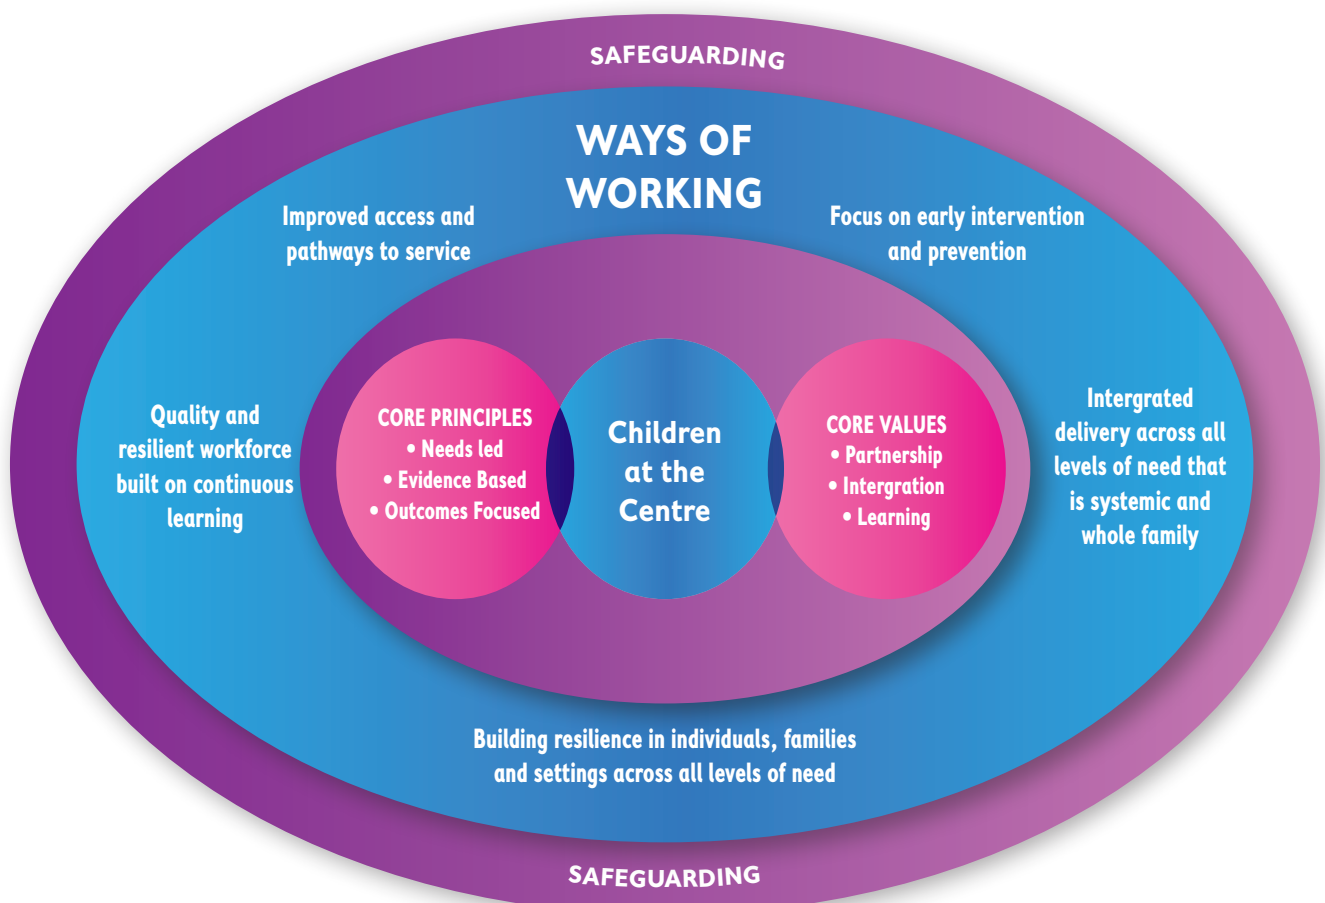 SAFEGUARDING
WAYS OF
WORKING
Improved access and
pathways to service
Focus on early intervention
and prevention
Quality and
resilient workforce
built on continuous
learning
CORE PRINCIPLES
• Needs led
• Evidence Based
• Outcomes Focused
Children
at the
Centre
CORE VALUES
• Partnership
• Intergration
• Learning
Intergrated
delivery across all
levels of need that
is systemic and
whole family
Building resilience in individuals, families
and settings across all levels of need
SAFEGUARDING